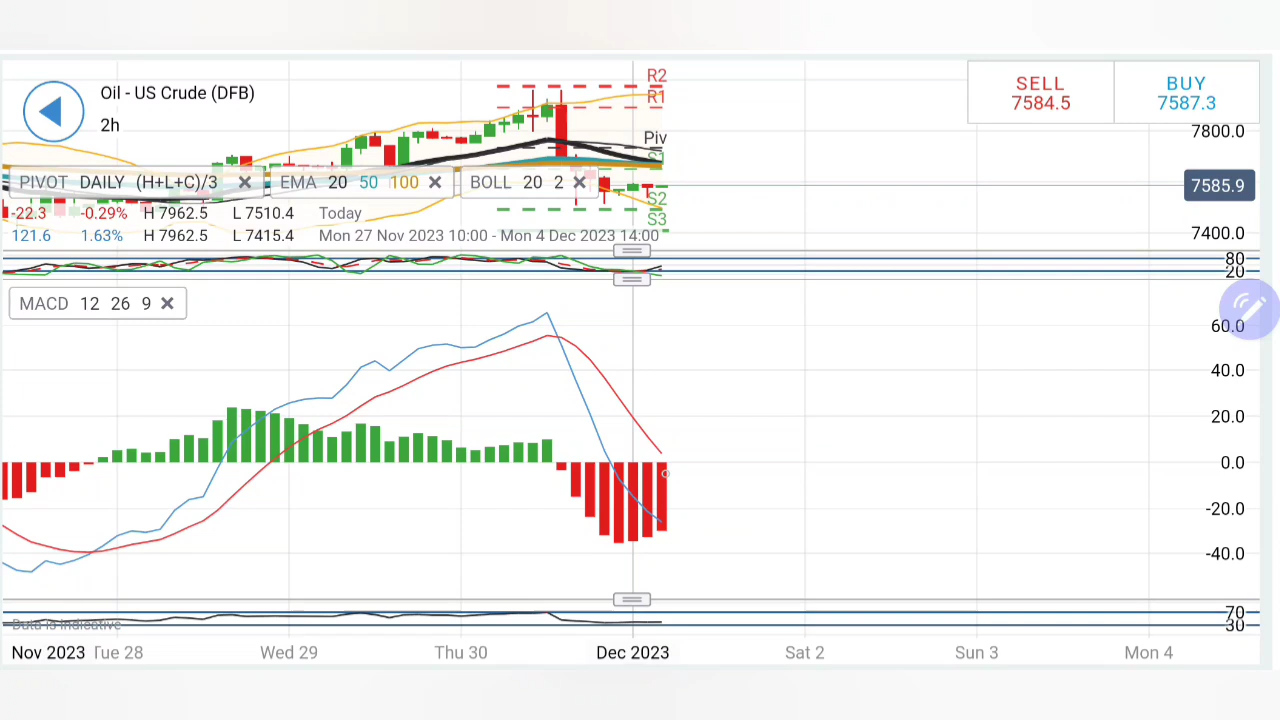 Oil - US Crude (DFB)
2h
SELL
7584.5
BUY
7587.3
R2
R1
Piv
S1
S2
S3
7800.0
7585.9
7400.0
PIVOT DAILY (H+L+C)/3 ×
EMA 20 50 100 ×
BOLL 20 2 ×
-22.3 -0.29% H 7962.5 L 7510.4 Today
121.6 1.63% H 7962.5 L 7415.4 Mon 27 Nov 2023 10:00 - Mon 4 Dec 2023 14:00
80
20
MACD 12 26 9 ×
60.0
40.0
20.0
0.0
-20.0
-40.0
70
30
Data is indicative
Nov 2023 Tue 28 Wed 29 Thu 30 Dec 2023 Sat 2 Sun 3 Mon 4